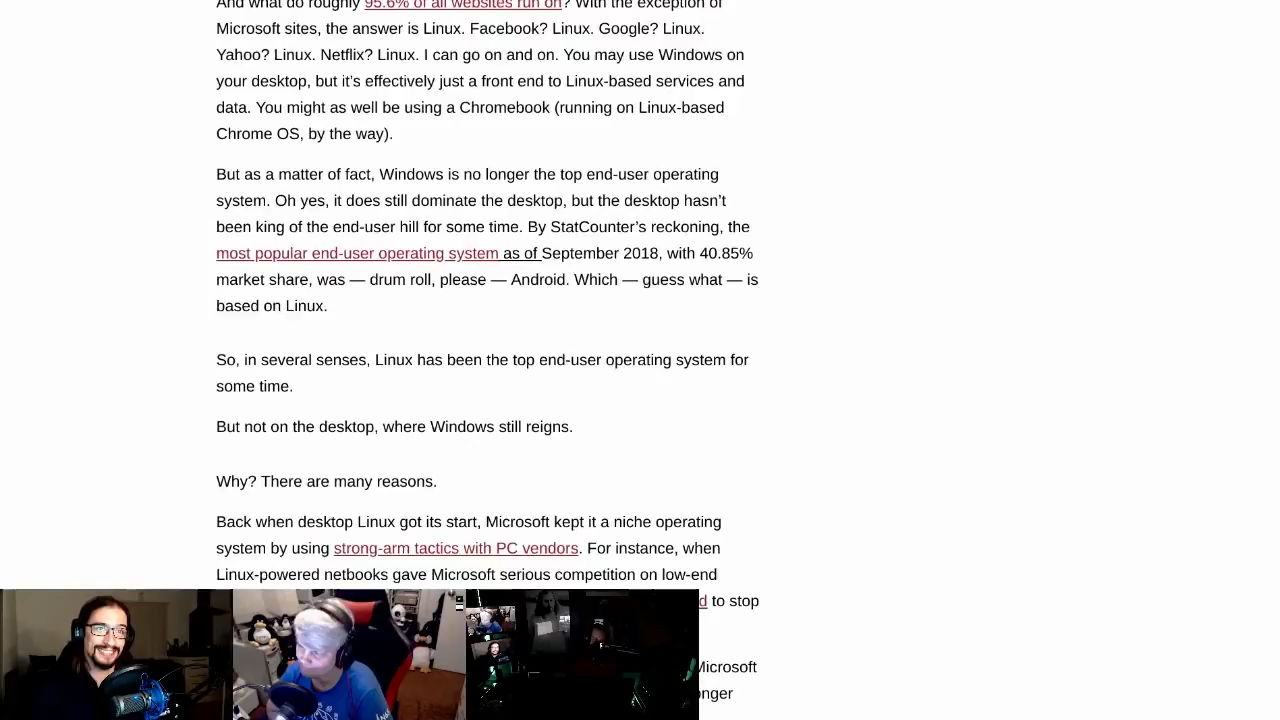 And what do roughly 95.6% of all websites run on? With the exception of
Microsoft sites, the answer is Linux. Facebook? Linux. Google? Linux.
Yahoo? Linux. Netflix? Linux. I can go on and on. You may use Windows on
your desktop, but it’s effectively just a front end to Linux-based services and
data. You might as well be using a Chromebook (running on Linux-based
Chrome OS, by the way).
But as a matter of fact, Windows is no longer the top end-user operating
system. Oh yes, it does still dominate the desktop, but the desktop hasn’t
been king of the end-user hill for some time. By StatCounter’s reckoning, the
most popular end-user operating system as of September 2018, with 40.85%
market share, was — drum roll, please — Android. Which — guess what — is
based on Linux.
So, in several senses, Linux has been the top end-user operating system for
some time.
But not on the desktop, where Windows still reigns.
Why? There are many reasons.
Back when desktop Linux got its start, Microsoft kept it a niche operating
system by using strong-arm tactics with PC vendors. For instance, when
Linux-powered netbooks gave Microsoft serious competition on low-end
to stop
Microsoft